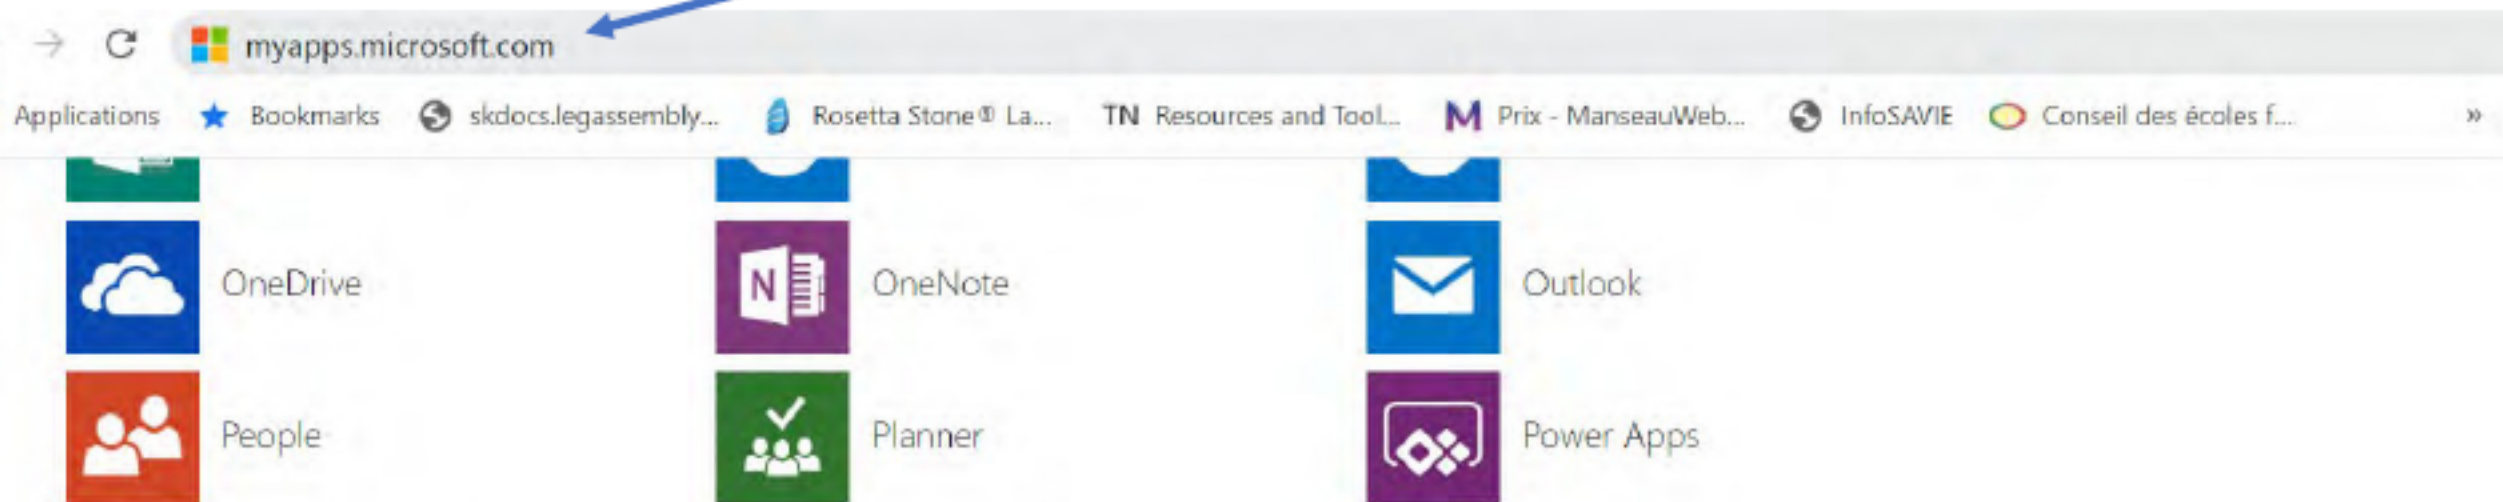 myapps.microsoft.com
Applications Bookmarks skdocs.legassembly... Rosetta Stone® La... TN Resources and Tool... M Prix - ManseauWeb... InfoSAVIE Conseil des écoles f... »
OneDrive N OneNote Outlook
People Planner Power Apps